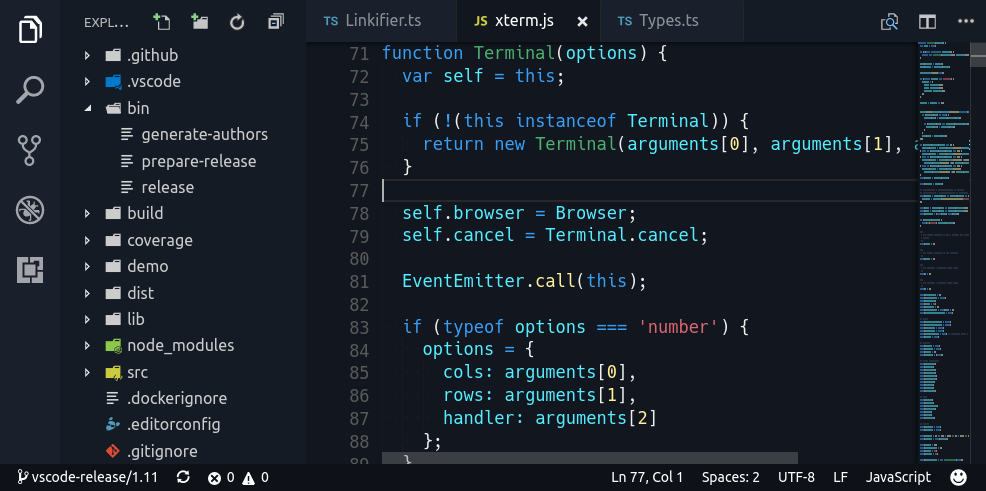 EXPL...
.github
.vscode
bin
generate-authors
prepare-release
release
build
coverage
demo
dist
lib
node_modules
src
.dockerignore
.editorconfig
.gitignore
TS Linkifier.ts
JS xterm.js ×
TS Types.ts
71 function Terminal(options) {
72 var self = this;
73
74 if (!(this instanceof Terminal)) {
75 return new Terminal(arguments[0], arguments[1],
76 }
77
78 self.browser = Browser;
79 self.cancel = Terminal.cancel;
80
81 EventEmitter.call(this);
82
83 if (typeof options === 'number') {
84 options = {
85 cols: arguments[0],
86 rows: arguments[1],
87 handler: arguments[2]
88 };
89 }
vscode-release/1.11 0 0 Ln 77, Col 1 Spaces: 2 UTF-8 LF JavaScript